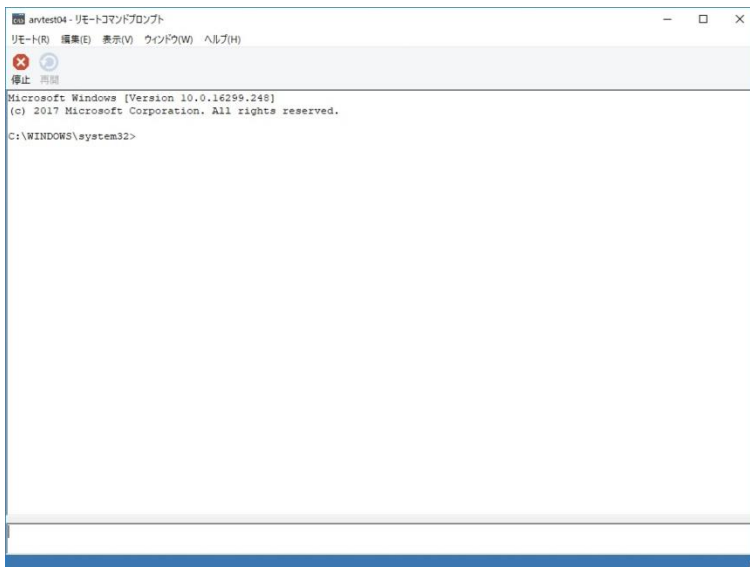 arvtest04 - リモートコマンドプロンプト
リモート(R) 編集(E) 表示(V) ウィンドウ(W) ヘルプ(H)
停止 再開
Microsoft Windows [Version 10.0.16299.248]
(c) 2017 Microsoft Corporation. All rights reserved.
C:\WINDOWS\system32>